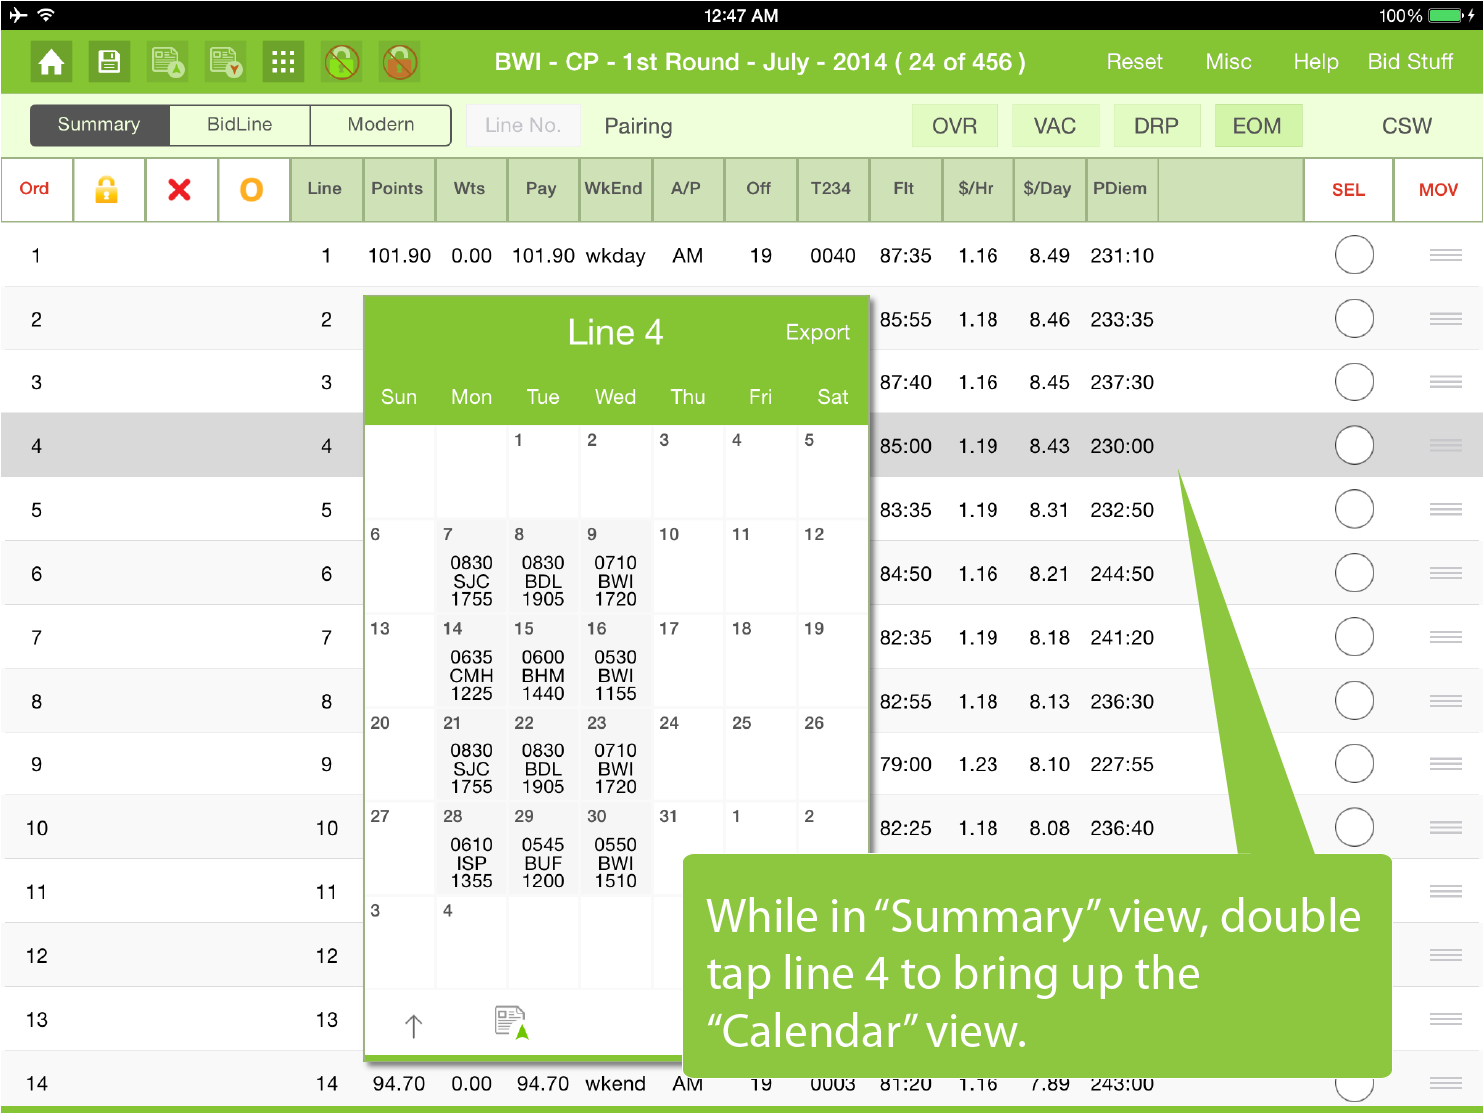 12:47 AM
100%
BWI - CP - 1st Round - July - 2014 ( 24 of 456 )
Reset Misc Help Bid Stuff
Summary BidLine Modern Line No. Pairing OVR VAC DRP EOM CSW
Ord Line Points Wts Pay WkEnd A/P Off T234 Flt $/Hr $/Day PDiem SEL MOV
1 1 101.90 0.00 101.90 wkday AM 19 0040 87:35 1.16 8.49 231:10
2 2 85:55 1.18 8.46 233:35
3 3 87:40 1.16 8.45 237:30
4 4 85:00 1.19 8.43 230:00
5 5 83:35 1.19 8.31 232:50
6 6 84:50 1.16 8.21 244:50
7 7 82:35 1.19 8.18 241:20
8 8 82:55 1.18 8.13 236:30
9 9 79:00 1.23 8.10 227:55
10 10 82:25 1.18 8.08 236:40
11 11
12 12
13 13
14 14 94.70 0.00 94.70 wkend AM 19 0003 81:20 1.16 7.89 243:00
Line 4 Export
Sun Mon Tue Wed Thu Fri Sat
1 2 3 4 5
6 7 8 9 10 11 12
0830 0830 0710
SJC BDL BWI
1755 1905 1720
13 14 15 16 17 18 19
0635 0600 0530
CMH BHM BWI
1225 1440 1155
20 21 22 23 24 25 26
0830 0830 0710
SJC BDL BWI
1755 1905 1720
27 28 29 30 31 1 2
0610 0545 0550
ISP BUF BWI
1355 1200 1510
3 4
While in “Summary” view, double
tap line 4 to bring up the
“Calendar” view.